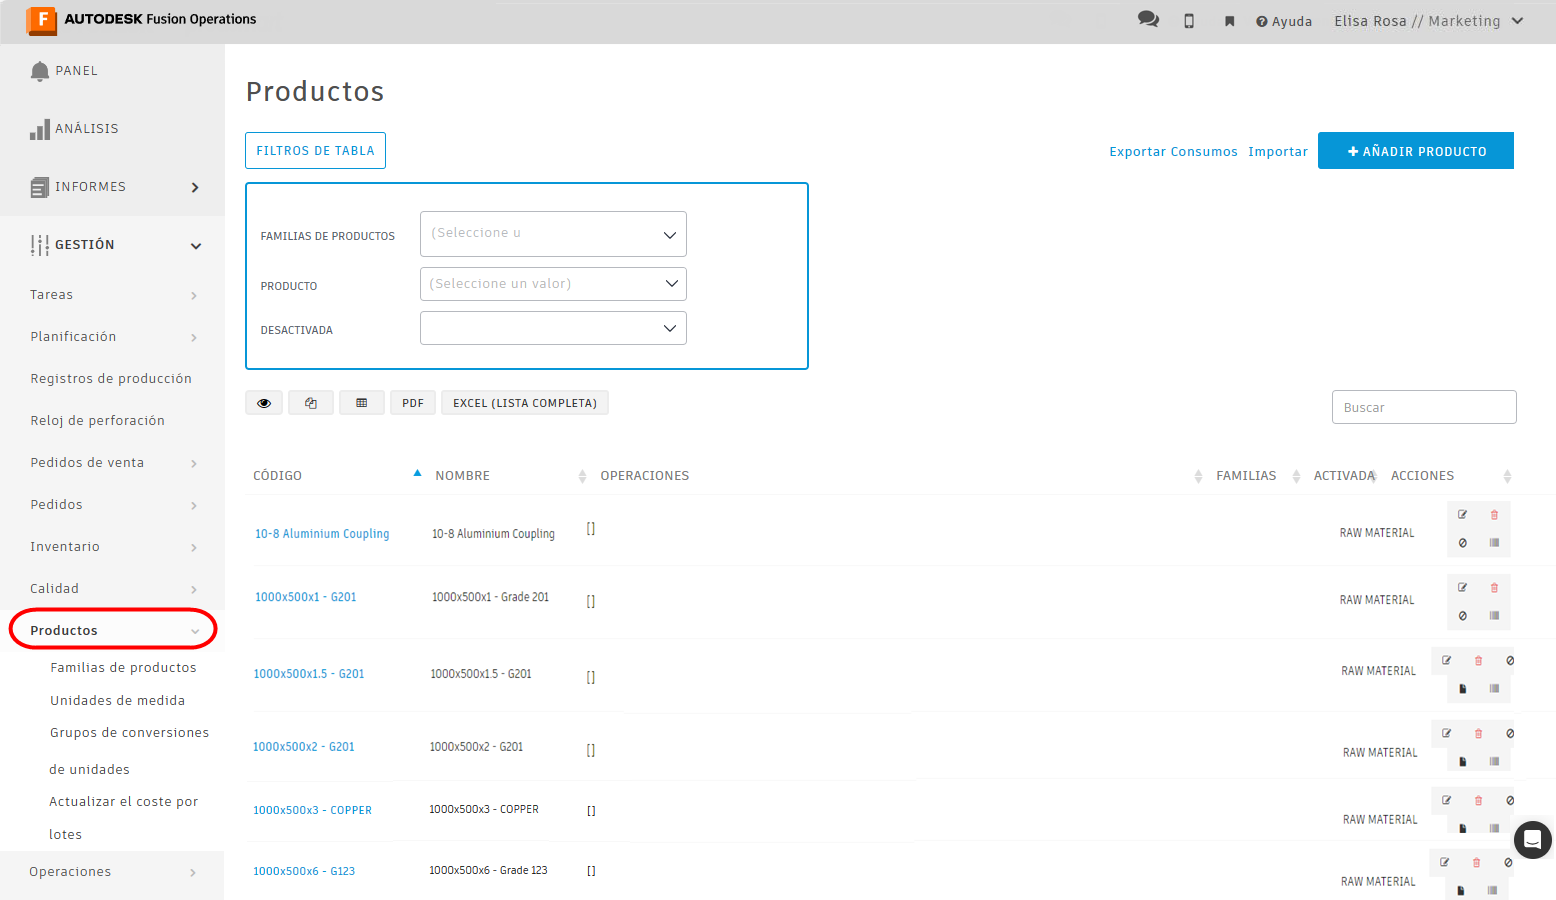 AUTODESK Fusion Operations
Ayuda
Elisa Rosa // Marketing
PANEL
ANÁLISIS
INFORMES
GESTIÓN
Tareas
Planificación
Registros de producción
Reloj de perforación
Pedidos de venta
Pedidos
Inventario
Calidad
Productos
Familias de productos
Unidades de medida
Grupos de conversiones
de unidades
Actualizar el coste por
lotes
Operaciones
Productos
FILTROS DE TABLA
Exportar Consumos Importar
AÑADIR PRODUCTO
FAMILIAS DE PRODUCTOS (Seleccione u
PRODUCTO (Seleccione un valor)
DESACTIVADA
PDF EXCEL (LISTA COMPLETA)
Buscar
CÓDIGO NOMBRE OPERACIONES FAMILIAS ACTIVADA ACCIONES
10-8 Aluminium Coupling 10-8 Aluminium Coupling [] RAW MATERIAL
1000x500x1 - G201 1000x500x1 - Grade 201 [] RAW MATERIAL
1000x500x1.5 - G201 1000x500x1.5 - G201 [] RAW MATERIAL
1000x500x2 - G201 1000x500x2 - G201 [] RAW MATERIAL
1000x500x3 - COPPER 1000x500x3 - COPPER [] RAW MATERIAL
1000x500x6 - G123 1000x500x6 - Grade 123 [] RAW MATERIAL